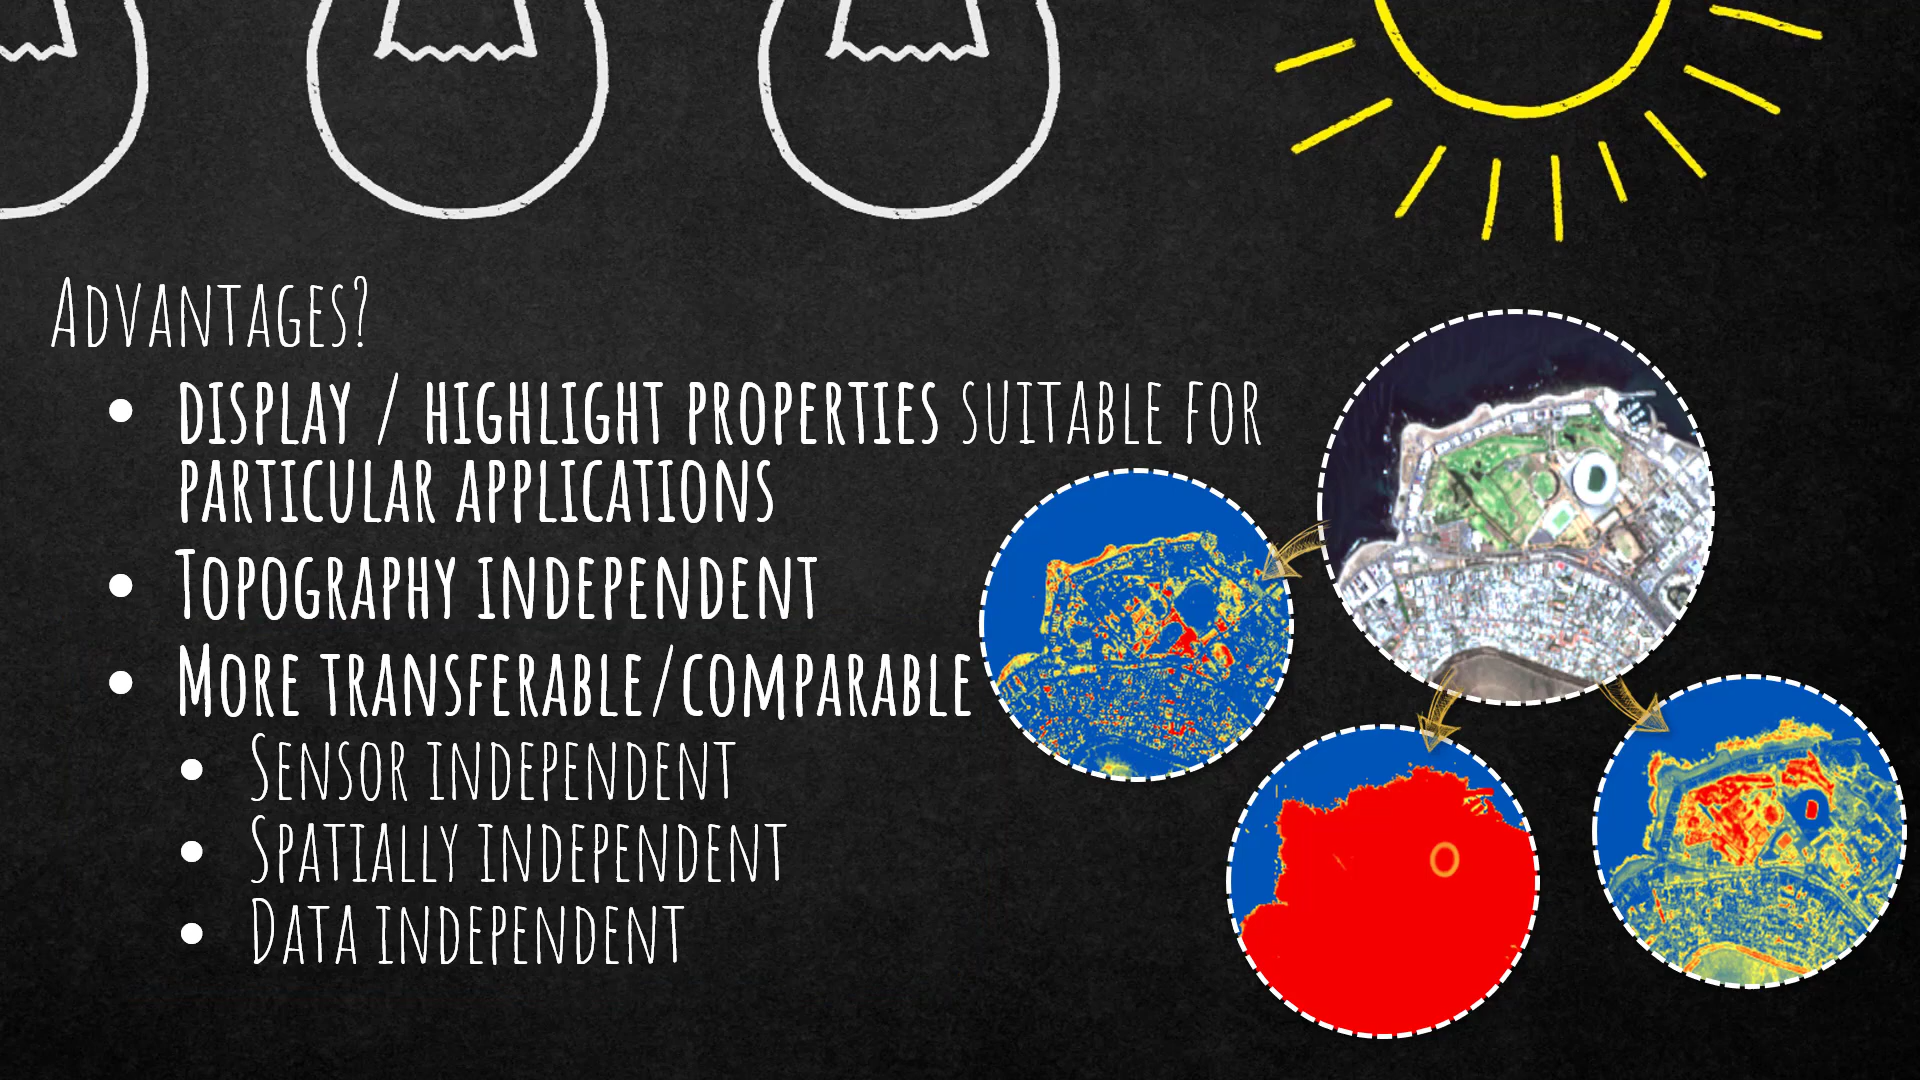 Advantages?
• display / highlight properties suitable for
particular applications
• Topography independent
• More transferable/comparable
• Sensor independent
• Spatially independent
• Data independent